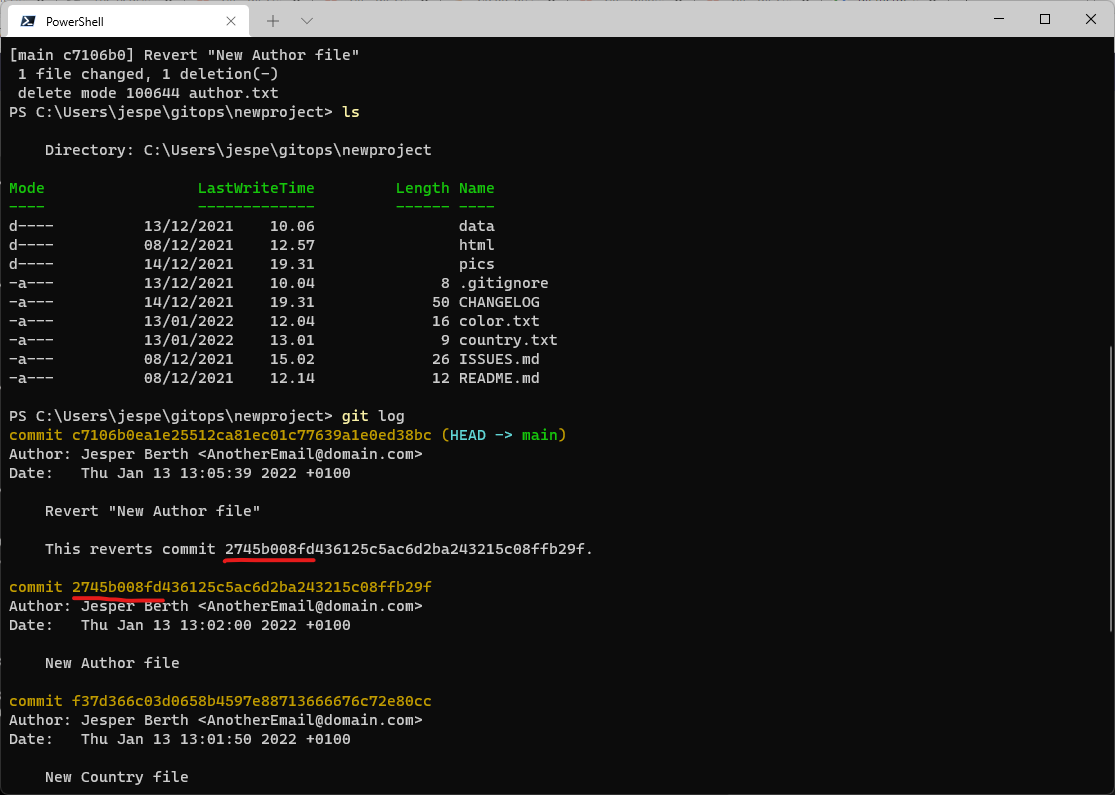 PowerShell
[main c7106b0] Revert "New Author file"
 1 file changed, 1 deletion(-)
 delete mode 100644 author.txt
PS C:\Users\jespe\gitops\newproject> ls
    Directory: C:\Users\jespe\gitops\newproject
Mode                 LastWriteTime         Length Name
----                 -------------         ------ ----
d----          13/12/2021    10.06                data
d----          08/12/2021    12.57                html
d----          14/12/2021    19.31                pics
-a---          13/12/2021    10.04              8 .gitignore
-a---          14/12/2021    19.31             50 CHANGELOG
-a---          13/01/2022    12.04             16 color.txt
-a---          13/01/2022    13.01              9 country.txt
-a---          08/12/2021    15.02             26 ISSUES.md
-a---          08/12/2021    12.14             12 README.md
PS C:\Users\jespe\gitops\newproject> git log
commit c7106b0ea1e25512ca81ec01c77639a1e0ed38bc (HEAD -> main)
Author: Jesper Berth <AnotherEmail@domain.com>
Date:   Thu Jan 13 13:05:39 2022 +0100
    Revert "New Author file"
    This reverts commit 2745b008fd436125c5ac6d2ba243215c08ffb29f.
commit 2745b008fd436125c5ac6d2ba243215c08ffb29f
Author: Jesper Berth <AnotherEmail@domain.com>
Date:   Thu Jan 13 13:02:00 2022 +0100
    New Author file
commit f37d366c03d0658b4597e88713666676c72e80cc
Author: Jesper Berth <AnotherEmail@domain.com>
Date:   Thu Jan 13 13:01:50 2022 +0100
    New Country file